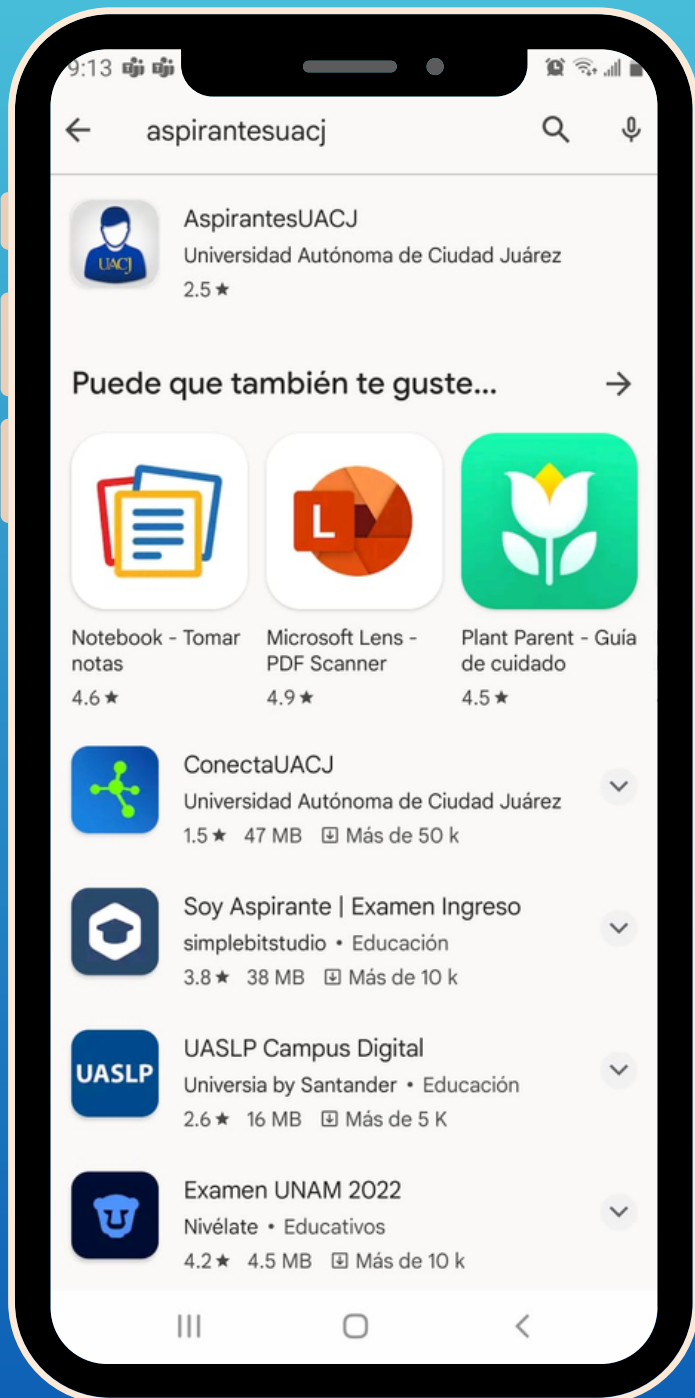 9:13
aspirantesuacj
UACJ
AspirantesUACJ
Universidad Autónoma de Ciudad Juárez
2.5 ★
Puede que también te guste...
L
Notebook - Tomar
notas
4.6 ★
Microsoft Lens -
PDF Scanner
4.9 ★
Plant Parent - Guía
de cuidado
4.5 ★
ConectaUACJ
Universidad Autónoma de Ciudad Juárez
1.5 ★ 47 MB Más de 50 k
Soy Aspirante | Examen Ingreso
simplebitstudio • Educación
3.8 ★ 38 MB Más de 10 k
UASLP
UASLP Campus Digital
Universia by Santander • Educación
2.6 ★ 16 MB Más de 5 K
Examen UNAM 2022
Nivélate • Educativos
4.2 ★ 4.5 MB Más de 10 k